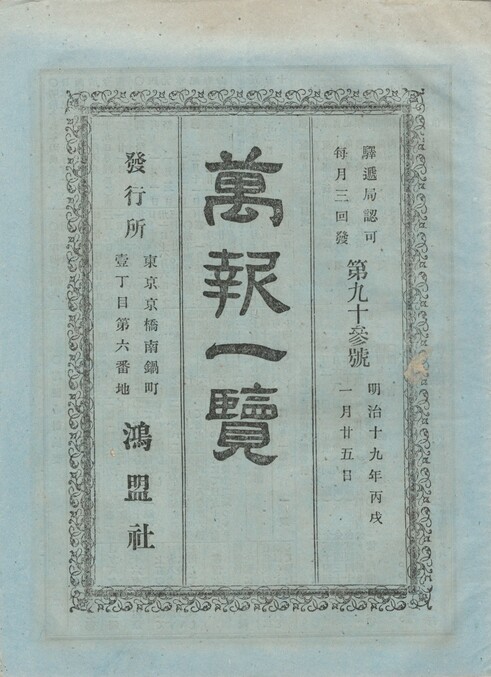 驛遞局認可
每月三回發
第九十參號
明治十九年丙戌
一月廿五日
萬報一覽
發行所
東京京橋南鍋町
壹丁目第六番地
鴻盟社